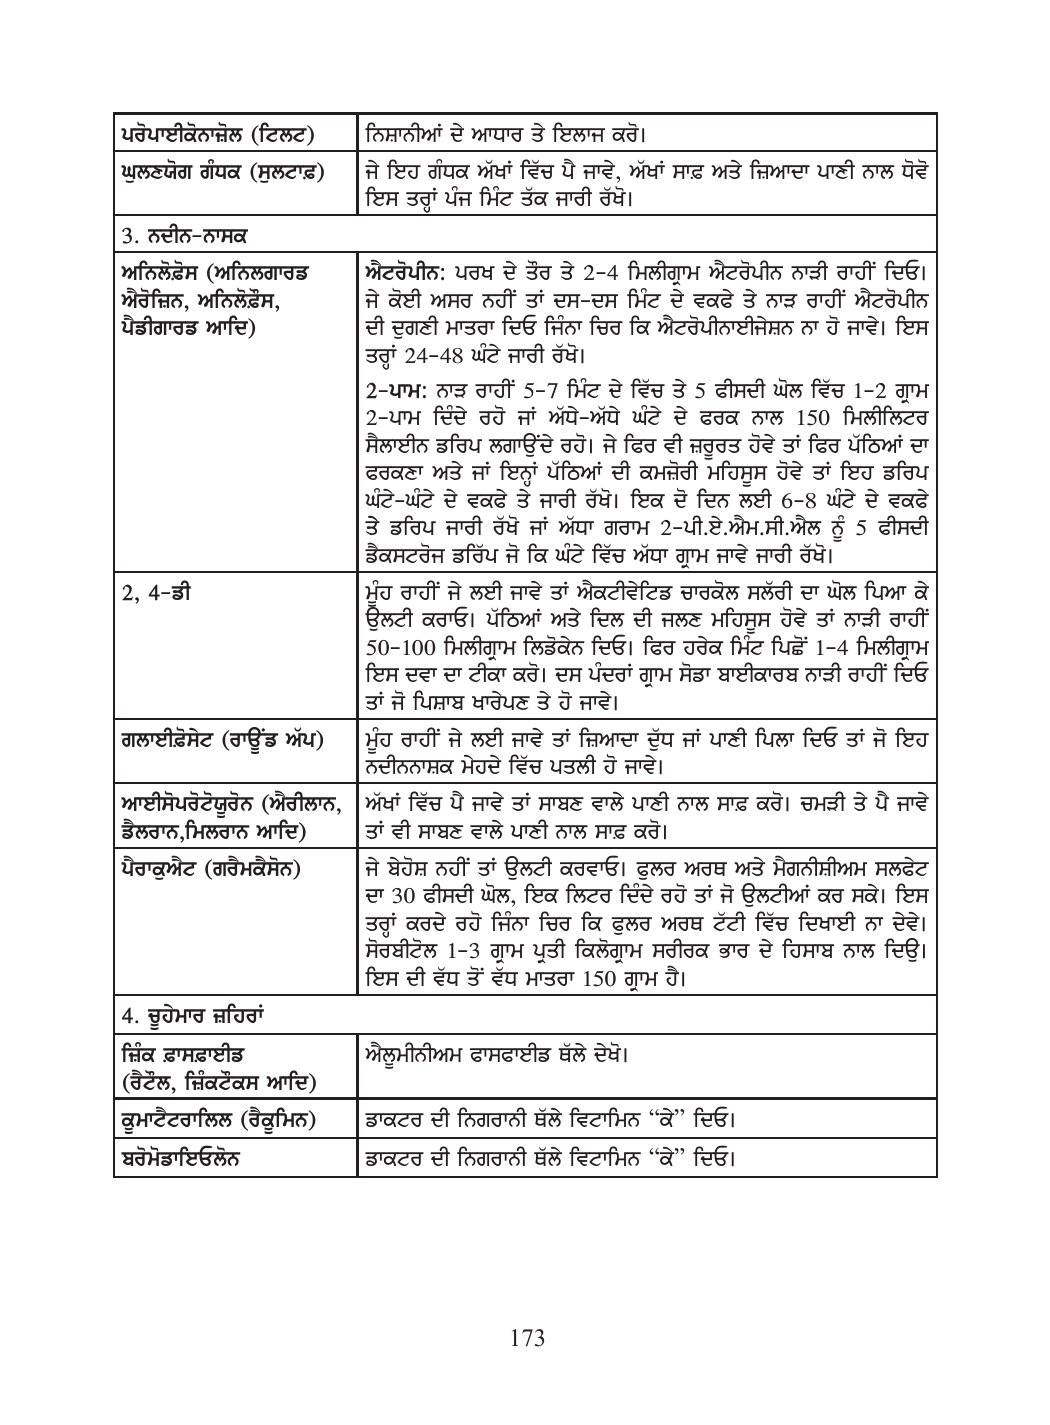 ਪਰੋਪਾਈਕੋਨਾਜ਼ੋਲ (ਟਿਲਟ)
ਨਿਸ਼ਾਨੀਆਂ ਦੇ ਆਧਾਰ ਤੇ ਇਲਾਜ ਕਰੋ।
ਘੁਲਣਯੋਗ ਗੰਧਕ (ਸੁਲਟਾਫ਼)
ਜੇ ਇਹ ਗੰਧਕ ਅੱਖਾਂ ਵਿੱਚ ਪੈ ਜਾਵੇ, ਅੱਖਾਂ ਸਾਫ਼ ਅਤੇ ਜ਼ਿਆਦਾ ਪਾਣੀ ਨਾਲ ਧੋਵੋ
ਇਸ ਤਰ੍ਹਾਂ ਪੰਜ ਮਿੰਟ ਤੱਕ ਜਾਰੀ ਰੱਖੋ।
3. ਨਦੀਨ-ਨਾਸਕ
ਅਨਿਲੋਫ਼ੋਸ (ਅਨਿਲਗਾਰਡ
ਐਰੋਜ਼ਿਨ, ਅਨਿਲੋਫ਼ੌਸ,
ਪੈਡੀਗਾਰਡ ਆਦਿ)
ਐਟਰੋਪੀਨ: ਪਰਖ ਦੇ ਤੌਰ ਤੇ 2-4 ਮਿਲੀਗ੍ਰਾਮ ਐਟਰੋਪੀਨ ਨਾੜੀ ਰਾਹੀਂ ਦਿਓ।
ਜੇ ਕੋਈ ਅਸਰ ਨਹੀਂ ਤਾਂ ਦਸ-ਦਸ ਮਿੰਟ ਦੇ ਵਕਫੇ ਤੇ ਨਾੜ ਰਾਹੀਂ ਐਟਰੋਪੀਨ
ਦੀ ਦੁਗਣੀ ਮਾਤਰਾ ਦਿਓ ਜਿੰਨਾ ਚਿਰ ਕਿ ਐਟਰੋਪੀਨਾਈਜੇਸ਼ਨ ਨਾ ਹੋ ਜਾਵੇ। ਇਸ
ਤਰ੍ਹਾਂ 24-48 ਘੰਟੇ ਜਾਰੀ ਰੱਖੋ।
2-ਪਾਮ: ਨਾੜ ਰਾਹੀਂ 5-7 ਮਿੰਟ ਦੇ ਵਿੱਚ ਤੇ 5 ਫੀਸਦੀ ਘੋਲ ਵਿੱਚ 1-2 ਗ੍ਰਾਮ
2-ਪਾਮ ਦਿੰਦੇ ਰਹੋ ਜਾਂ ਅੱਧੇ-ਅੱਧੇ ਘੰਟੇ ਦੇ ਫਰਕ ਨਾਲ 150 ਮਿਲੀਲਿਟਰ
ਸੈਲਾਈਨ ਡਰਿਪ ਲਗਾਉਂਦੇ ਰਹੋ। ਜੇ ਫਿਰ ਵੀ ਜ਼ਰੂਰਤ ਹੋਵੇ ਤਾਂ ਫਿਰ ਪੱਠਿਆਂ ਦਾ
ਫਰਕਣਾ ਅਤੇ ਜਾਂ ਇਨ੍ਹਾਂ ਪੱਠਿਆਂ ਦੀ ਕਮਜ਼ੋਰੀ ਮਹਿਸੂਸ ਹੋਵੇ ਤਾਂ ਇਹ ਡਰਿਪ
ਘੰਟੇ-ਘੰਟੇ ਦੇ ਵਕਫੇ ਤੇ ਜਾਰੀ ਰੱਖੋ। ਇਕ ਦੋ ਦਿਨ ਲਈ 6-8 ਘੰਟੇ ਦੇ ਵਕਫੇ
ਤੇ ਡਰਿਪ ਜਾਰੀ ਰੱਖੋ ਜਾਂ ਅੱਧਾ ਗਰਾਮ 2-ਪੀ.ਏ.ਐਮ.ਸੀ.ਐਲ ਨੂੰ 5 ਫੀਸਦੀ
ਡੈਕਸਟਰੋਜ ਡਰਿੱਪ ਜੋ ਕਿ ਘੰਟੇ ਵਿੱਚ ਅੱਧਾ ਗ੍ਰਾਮ ਜਾਵੇ ਜਾਰੀ ਰੱਖੋ।
2, 4-ਡੀ
ਮੂੰਹ ਰਾਹੀਂ ਜੇ ਲਈ ਜਾਵੇ ਤਾਂ ਐਕਟੀਵੇਟਿਡ ਚਾਰਕੋਲ ਸਲੱਰੀ ਦਾ ਘੋਲ ਪਿਆ ਕੇ
ਉਲਟੀ ਕਰਾਓ। ਪੱਠਿਆਂ ਅਤੇ ਦਿਲ ਦੀ ਜਲਣ ਮਹਿਸੂਸ ਹੋਵੇ ਤਾਂ ਨਾੜੀ ਰਾਹੀਂ
50-100 ਮਿਲੀਗ੍ਰਾਮ ਲਿਡੋਕੇਨ ਦਿਓ। ਫਿਰ ਹਰੇਕ ਮਿੰਟ ਪਿਛੋਂ 1-4 ਮਿਲੀਗ੍ਰਾਮ
ਇਸ ਦਵਾ ਦਾ ਟੀਕਾ ਕਰੋ। ਦਸ ਪੰਦਰਾਂ ਗ੍ਰਾਮ ਸੋਡਾ ਬਾਈਕਾਰਬ ਨਾੜੀ ਰਾਹੀਂ ਦਿਓ
ਤਾਂ ਜੋ ਪਿਸ਼ਾਬ ਖਾਰੇਪਣ ਤੇ ਹੋ ਜਾਵੇ।
ਗਲਾਈਫ਼ੋਸੇਟ (ਰਾਊਂਡ ਅੱਪ)
ਮੂੰਹ ਰਾਹੀਂ ਜੇ ਲਈ ਜਾਵੇ ਤਾਂ ਜ਼ਿਆਦਾ ਦੁੱਧ ਜਾਂ ਪਾਣੀ ਪਿਲਾ ਦਿਓ ਤਾਂ ਜੋ ਇਹ
ਨਦੀਨਨਾਸ਼ਕ ਮੇਹਦੇ ਵਿੱਚ ਪਤਲੀ ਹੋ ਜਾਵੇ।
ਆਈਸੋਪਰੋਟੋਯੂਰੋਨ (ਐਰੀਲਾਨ,
ਡੈਲਰਾਨ,ਮਿਲਰਾਨ ਆਦਿ)
ਅੱਖਾਂ ਵਿੱਚ ਪੈ ਜਾਵੇ ਤਾਂ ਸਾਬਣ ਵਾਲੇ ਪਾਣੀ ਨਾਲ ਸਾਫ਼ ਕਰੋ। ਚਮੜੀ ਤੇ ਪੈ ਜਾਵੇ
ਤਾਂ ਵੀ ਸਾਬਣ ਵਾਲੇ ਪਾਣੀ ਨਾਲ ਸਾਫ਼ ਕਰੋ।
ਪੈਰਾਕੁਐਟ (ਗਰੈਮਕੈਸੋਨ)
ਜੇ ਬੇਹੋਸ਼ ਨਹੀਂ ਤਾਂ ਉਲਟੀ ਕਰਵਾਓ। ਫੁਲਰ ਅਰਥ ਅਤੇ ਮੈਗਨੀਸ਼ੀਅਮ ਸਲਫੇਟ
ਦਾ 30 ਫੀਸਦੀ ਘੋਲ, ਇਕ ਲਿਟਰ ਦਿੰਦੇ ਰਹੋ ਤਾਂ ਜੋ ਉਲਟੀਆਂ ਕਰ ਸਕੇ। ਇਸ
ਤਰ੍ਹਾਂ ਕਰਦੇ ਰਹੋ ਜਿੰਨਾ ਚਿਰ ਕਿ ਫੁਲਰ ਅਰਥ ਟੱਟੀ ਵਿੱਚ ਦਿਖਾਈ ਨਾ ਦੇਵੇ।
ਸੋਰਬੀਟੋਲ 1-3 ਗ੍ਰਾਮ ਪ੍ਰਤੀ ਕਿਲੋਗ੍ਰਾਮ ਸਰੀਰਕ ਭਾਰ ਦੇ ਹਿਸਾਬ ਨਾਲ ਦਿਉ।
ਇਸ ਦੀ ਵੱਧ ਤੋਂ ਵੱਧ ਮਾਤਰਾ 150 ਗ੍ਰਾਮ ਹੈ।
4. ਚੂਹੇਮਾਰ ਜ਼ਹਿਰਾਂ
ਜ਼ਿੰਕ ਫ਼ਾਸਫ਼ਾਈਡ
(ਰੈਟੌਲ, ਜ਼ਿੰਕਟੌਕਸ ਆਦਿ)
ਐਲੂਮੀਨੀਅਮ ਫਾਸਫਾਈਡ ਥੱਲੇ ਦੇਖੋ।
ਕੂਮਾਟੈਟਰਾਲਿਲ (ਰੈਕੂਮਿਨ)
ਡਾਕਟਰ ਦੀ ਨਿਗਰਾਨੀ ਥੱਲੇ ਵਿਟਾਮਿਨ “ਕੇ” ਦਿਓ।
ਬਰੋਮੋਡਾਇਓਲੋਨ
ਡਾਕਟਰ ਦੀ ਨਿਗਰਾਨੀ ਥੱਲੇ ਵਿਟਾਮਿਨ “ਕੇ” ਦਿਓ।
173